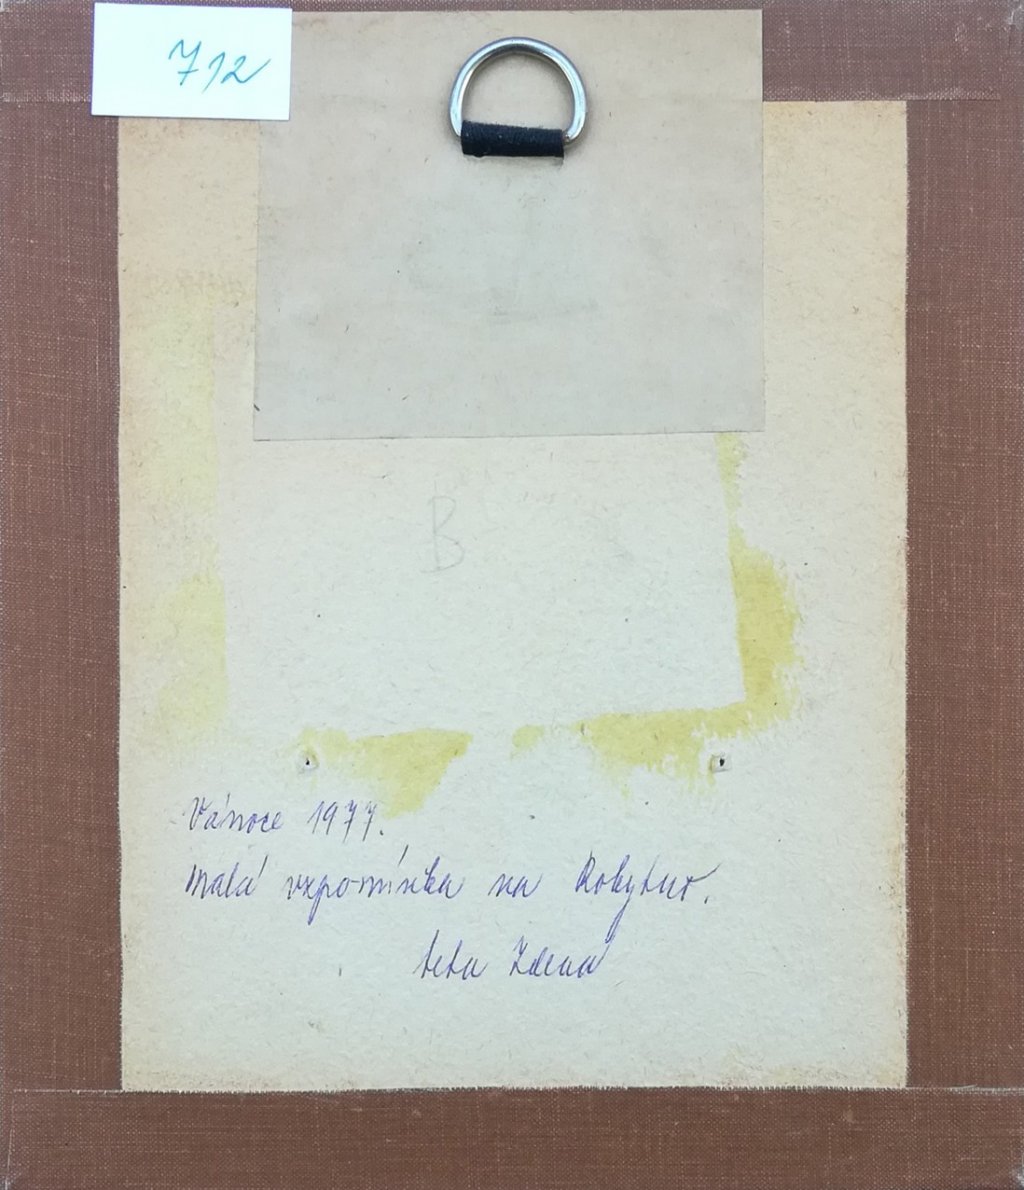 712
B
Vánoce 1977.
Malá vzpomínka na Rokytno.
teta Zdena